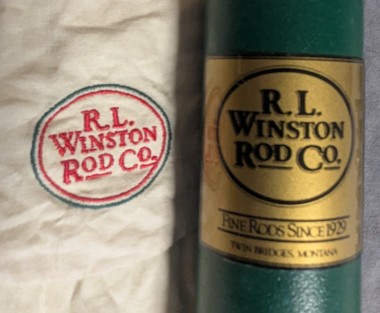 R. L.
WINSTON
ROD CO.
R. L.
WINSTON
ROD CO.
FINE RODS SINCE 1929
TWIN BRIDGES, MONTANA